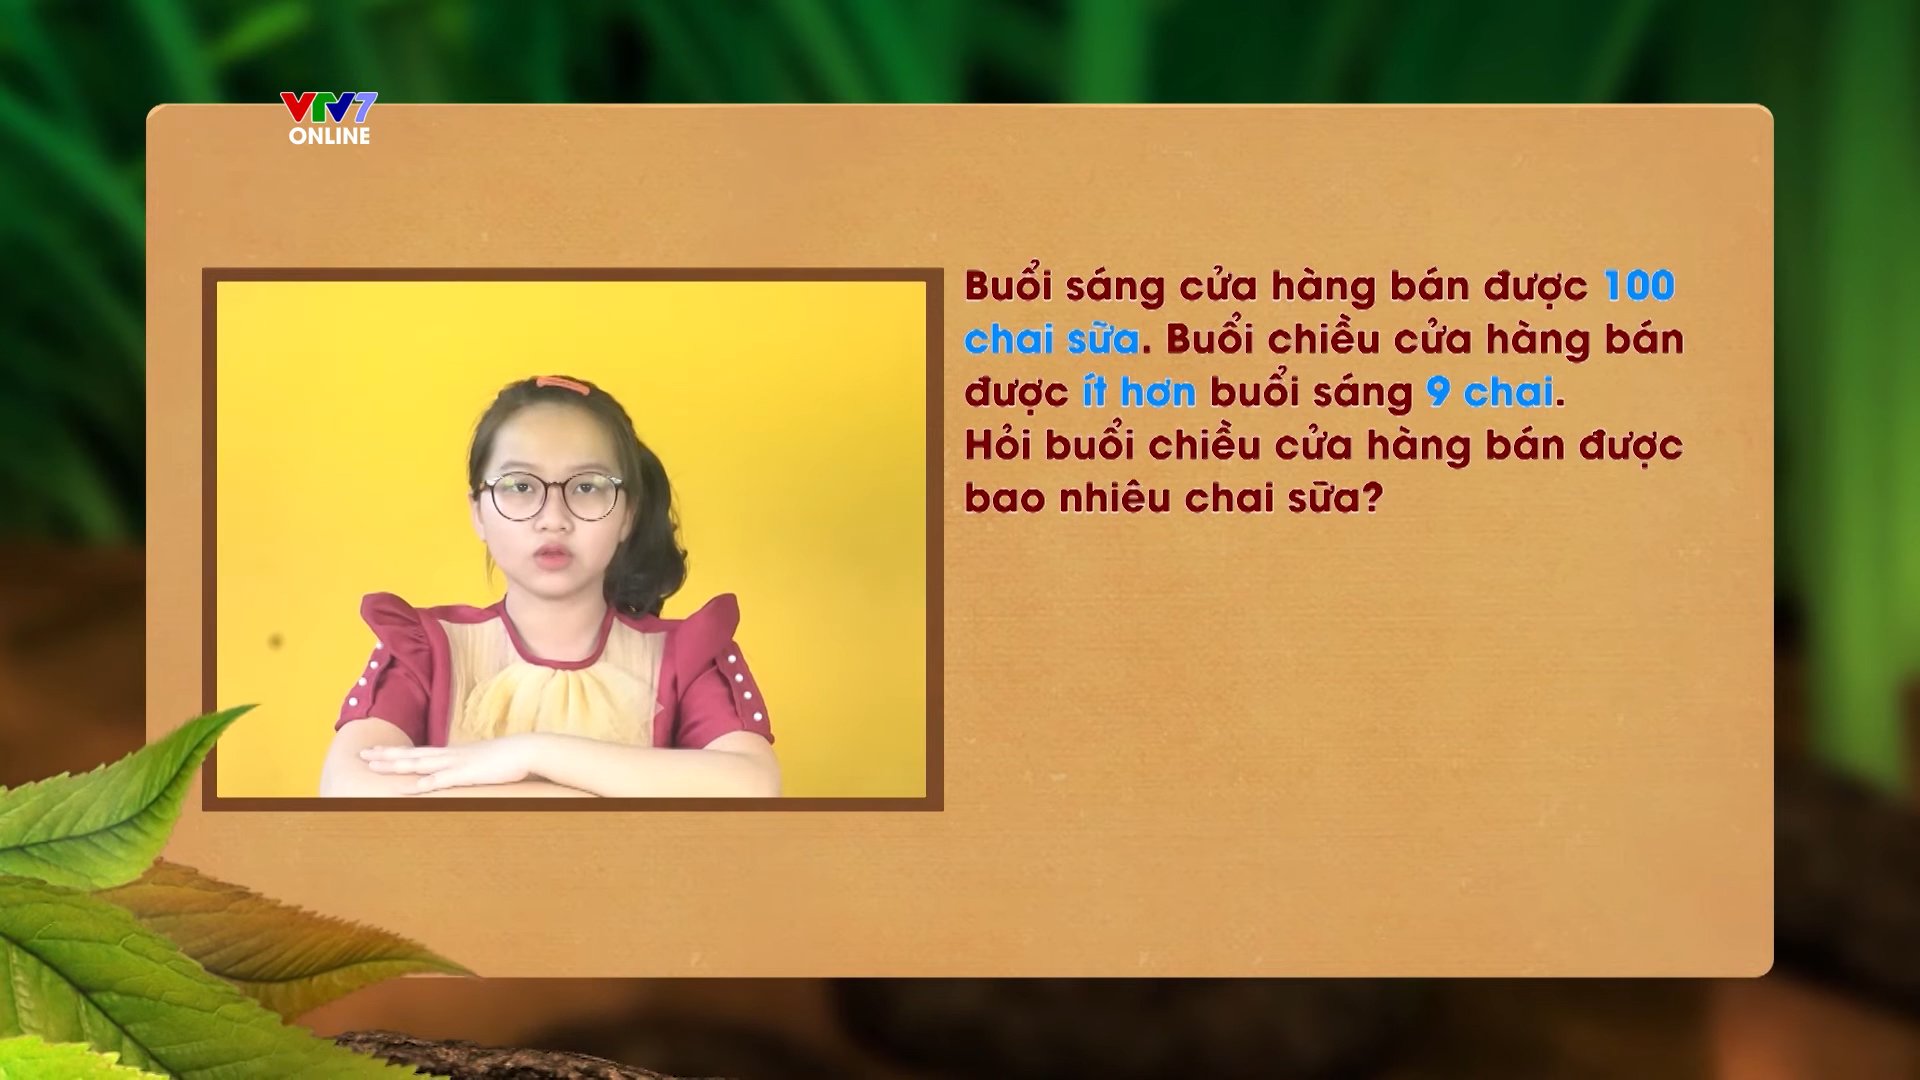 VTV7
ONLINE
Buổi sáng cửa hàng bán được 100
chai sữa. Buổi chiều cửa hàng bán
được ít hơn buổi sáng 9 chai.
Hỏi buổi chiều cửa hàng bán được
bao nhiêu chai sữa?